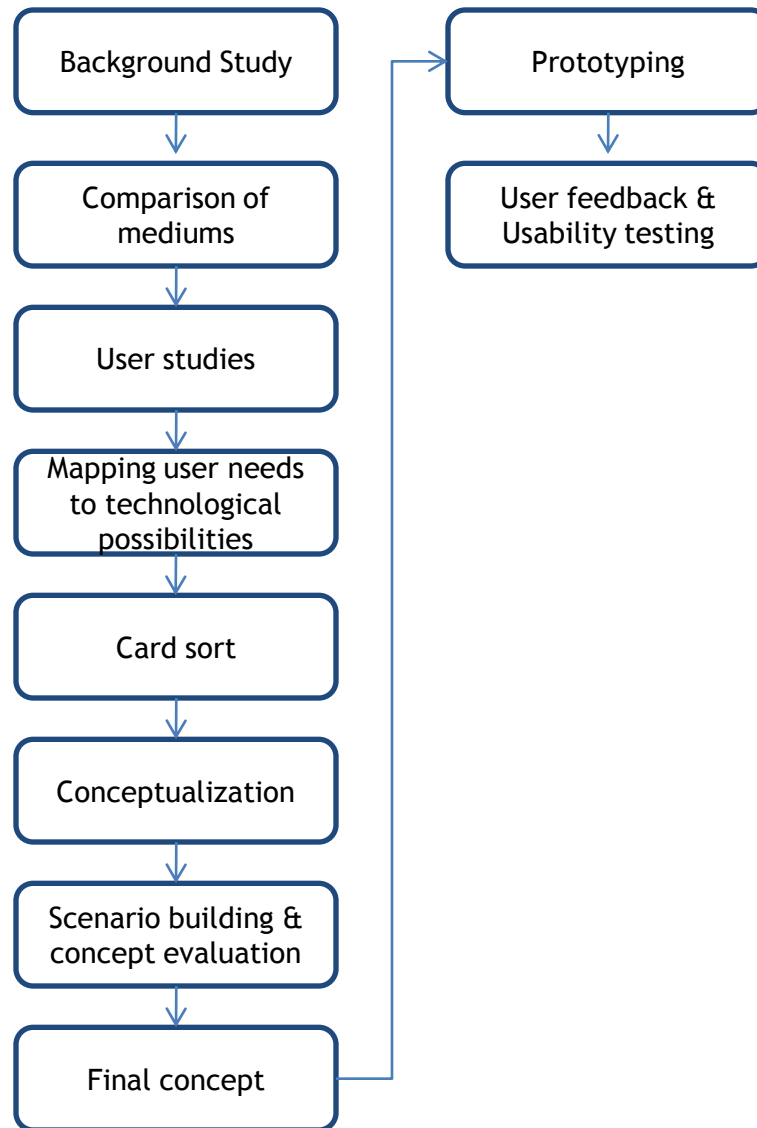 Background Study
Comparison of
mediums
User studies
Mapping user needs
to technological
possibilities
Card sort
Conceptualization
Scenario building &
concept evaluation
Final concept
Prototyping
User feedback &
Usability testing